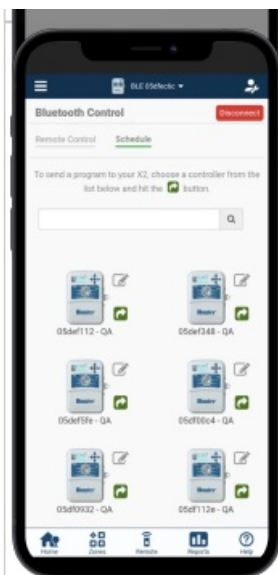 BLE 05defectic
Bluetooth Control
Disconnect
Remote Control Schedule
To send a program to your X2, choose a controller from the
list below and hit the button.
05def112 - QA 05def348 - QA
05def5fe - QA 05df00c4 - QA
05df0932 - QA 05df112e - QA
Home Zones Remote Reports Help